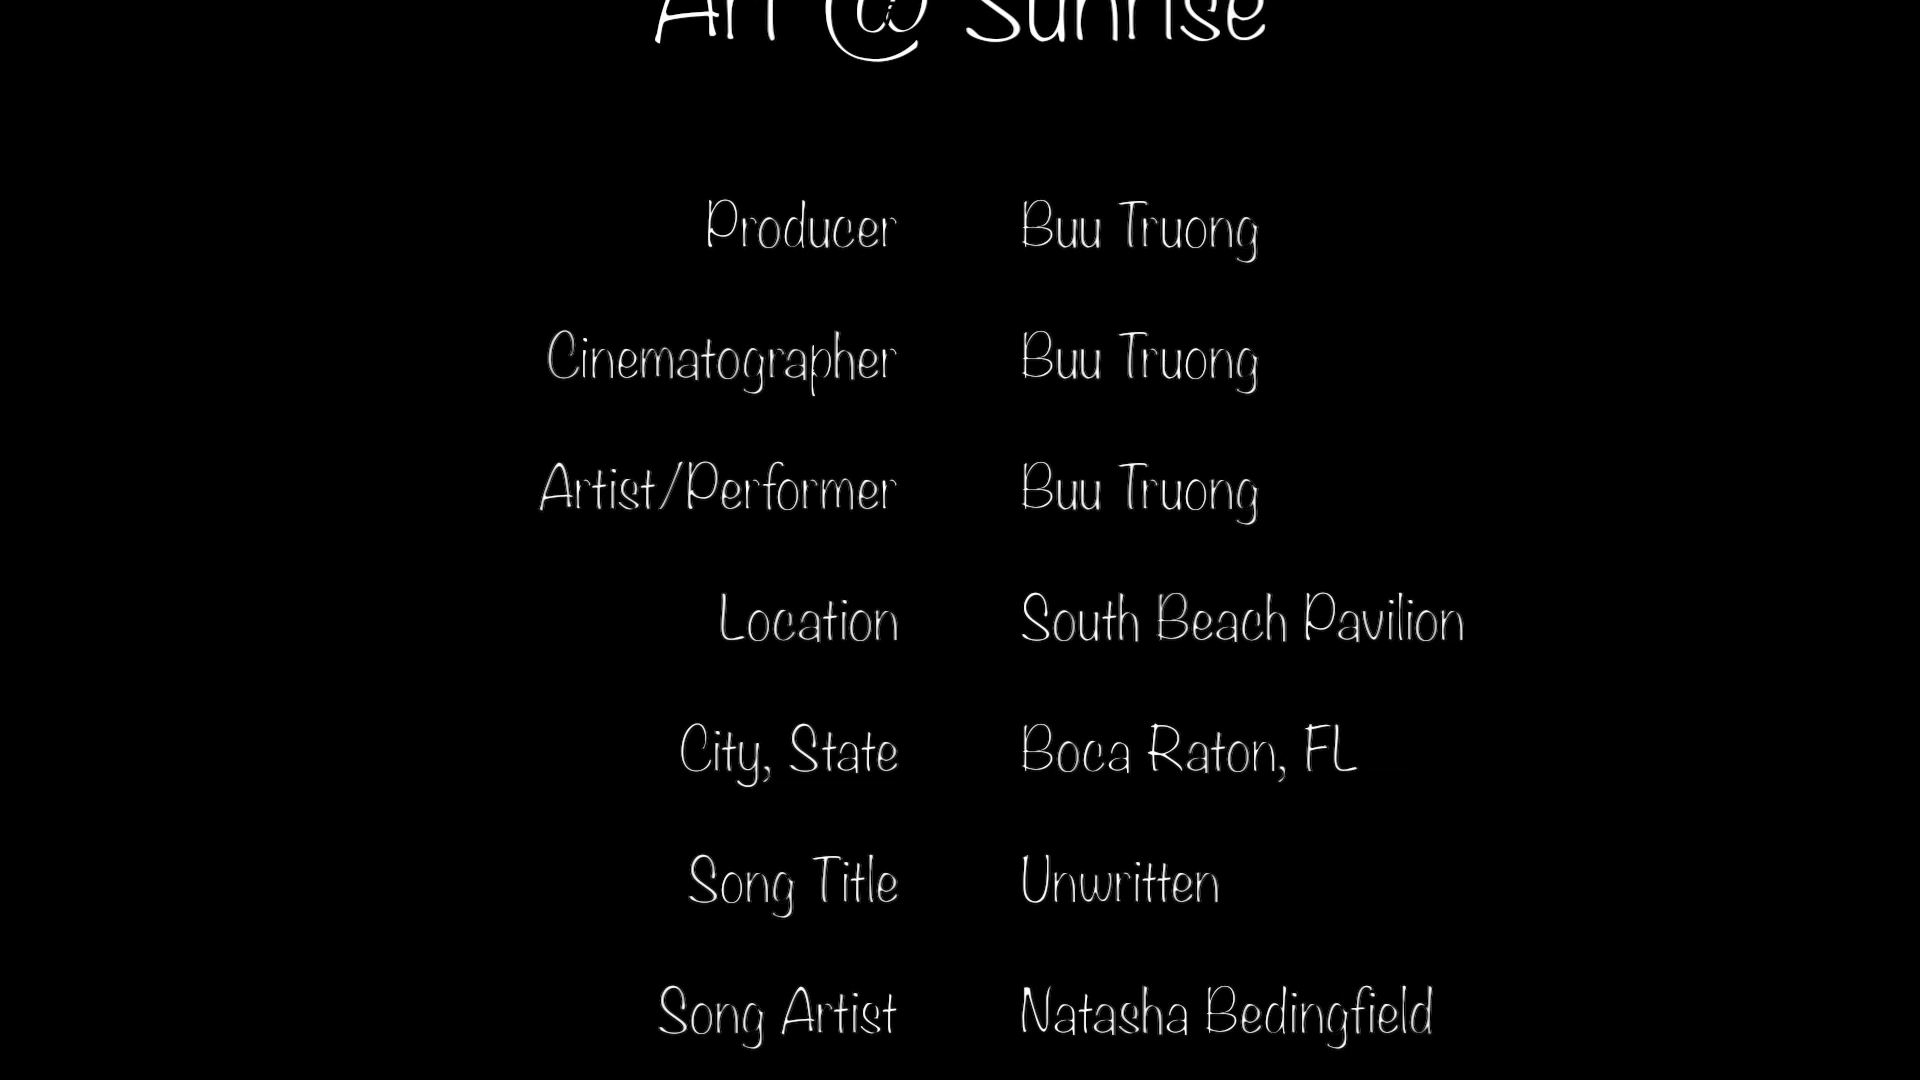 Art @ Sunrise
Producer Buu Truong
Cinematographer Buu Truong
Artist/Performer Buu Truong
Location South Beach Pavilion
City, State Boca Raton, FL
Song Title Unwritten
Song Artist Natasha Bedingfield